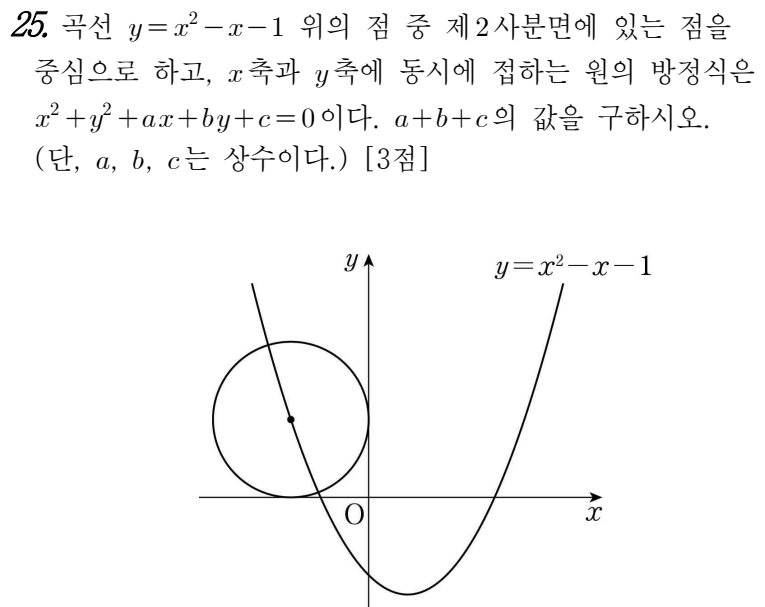 25. 곡선 y=x²-x-1 위의 점 중 제2사분면에 있는 점을
중심으로 하고, x축과 y축에 동시에 접하는 원의 방정식은
x²+y²+ax+by+c=0이다. a+b+c의 값을 구하시오.
(단, a, b, c는 상수이다.) [3점]
y
y=x²-x-1
O
x